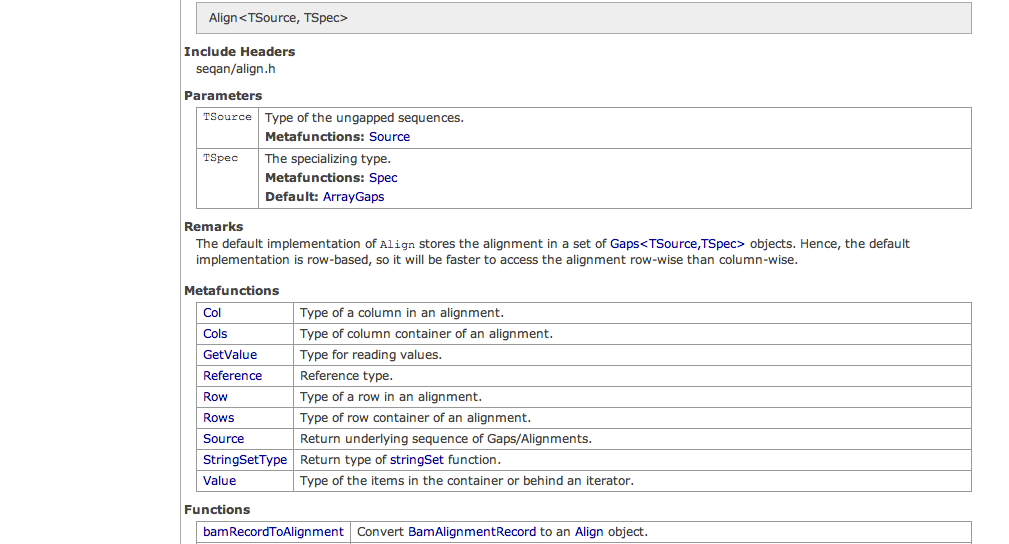 Align<TSource, TSpec>
Include Headers
seqan/align.h
Parameters
TSource Type of the ungapped sequences.
Metafunctions: Source
TSpec The specializing type.
Metafunctions: Spec
Default: ArrayGaps
Remarks
The default implementation of Align stores the alignment in a set of Gaps<TSource,TSpec> objects. Hence, the default
implementation is row-based, so it will be faster to access the alignment row-wise than column-wise.
Metafunctions
Col Type of a column in an alignment.
Cols Type of column container of an alignment.
GetValue Type for reading values.
Reference Reference type.
Row Type of a row in an alignment.
Rows Type of row container of an alignment.
Source Return underlying sequence of Gaps/Alignments.
StringSetType Return type of stringSet function.
Value Type of the items in the container or behind an iterator.
Functions
bamRecordToAlignment Convert BamAlignmentRecord to an Align object.